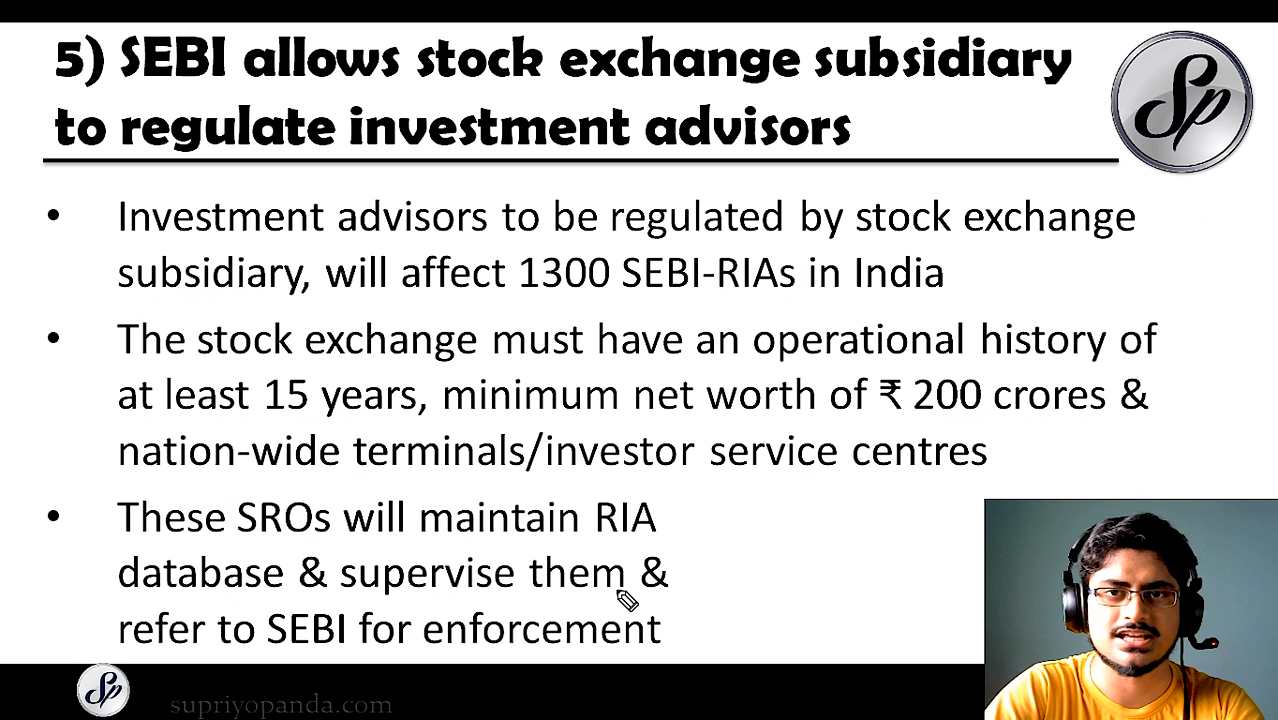 5) SEBI allows stock exchange subsidiary
to regulate investment advisors
Sp
• Investment advisors to be regulated by stock exchange
subsidiary, will affect 1300 SEBI-RIAs in India
• The stock exchange must have an operational history of
at least 15 years, minimum net worth of ₹ 200 crores &
nation-wide terminals/investor service centres
• These SROs will maintain RIA
database & supervise them &
refer to SEBI for enforcement
Sp
supriyopanda.com